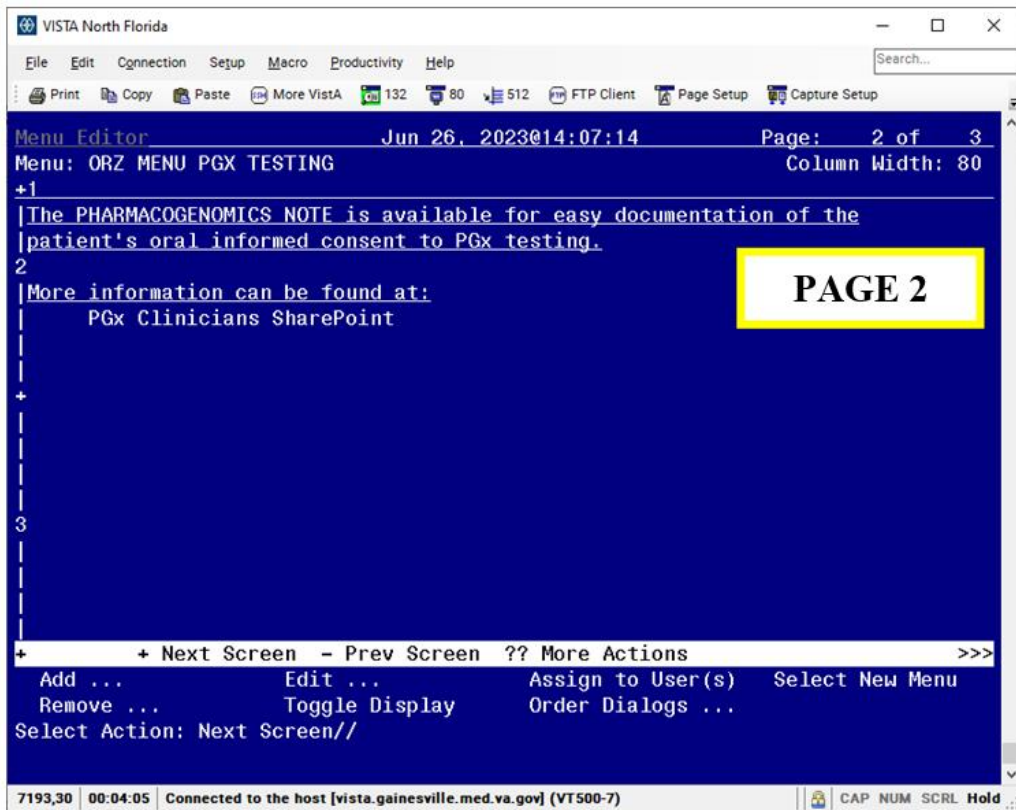 VISTA North Florida
File Edit Connection Setup Macro Productivity Help Search...
Print Copy Paste More VistA 132 80 512 FTP Client Page Setup Capture Setup
Menu Editor Jun 26, 2023@14:07:14 Page: 2 of 3
Menu: ORZ MENU PGX TESTING Column Width: 80
+1
|The PHARMACOGENOMICS NOTE is available for easy documentation of the
|patient's oral informed consent to PGx testing.
2
|More information can be found at:
| PGx Clinicians SharePoint
|
|
+
|
|
|
|
3
|
|
|
|
+ + Next Screen - Prev Screen ?? More Actions >>>
Add ... Edit ... Assign to User(s) Select New Menu
Remove ... Toggle Display Order Dialogs ...
Select Action: Next Screen//
PAGE 2
7193,30 00:04:05 Connected to the host [vista.gainesville.med.va.gov] (VT500-7) CAP NUM SCRL Hold